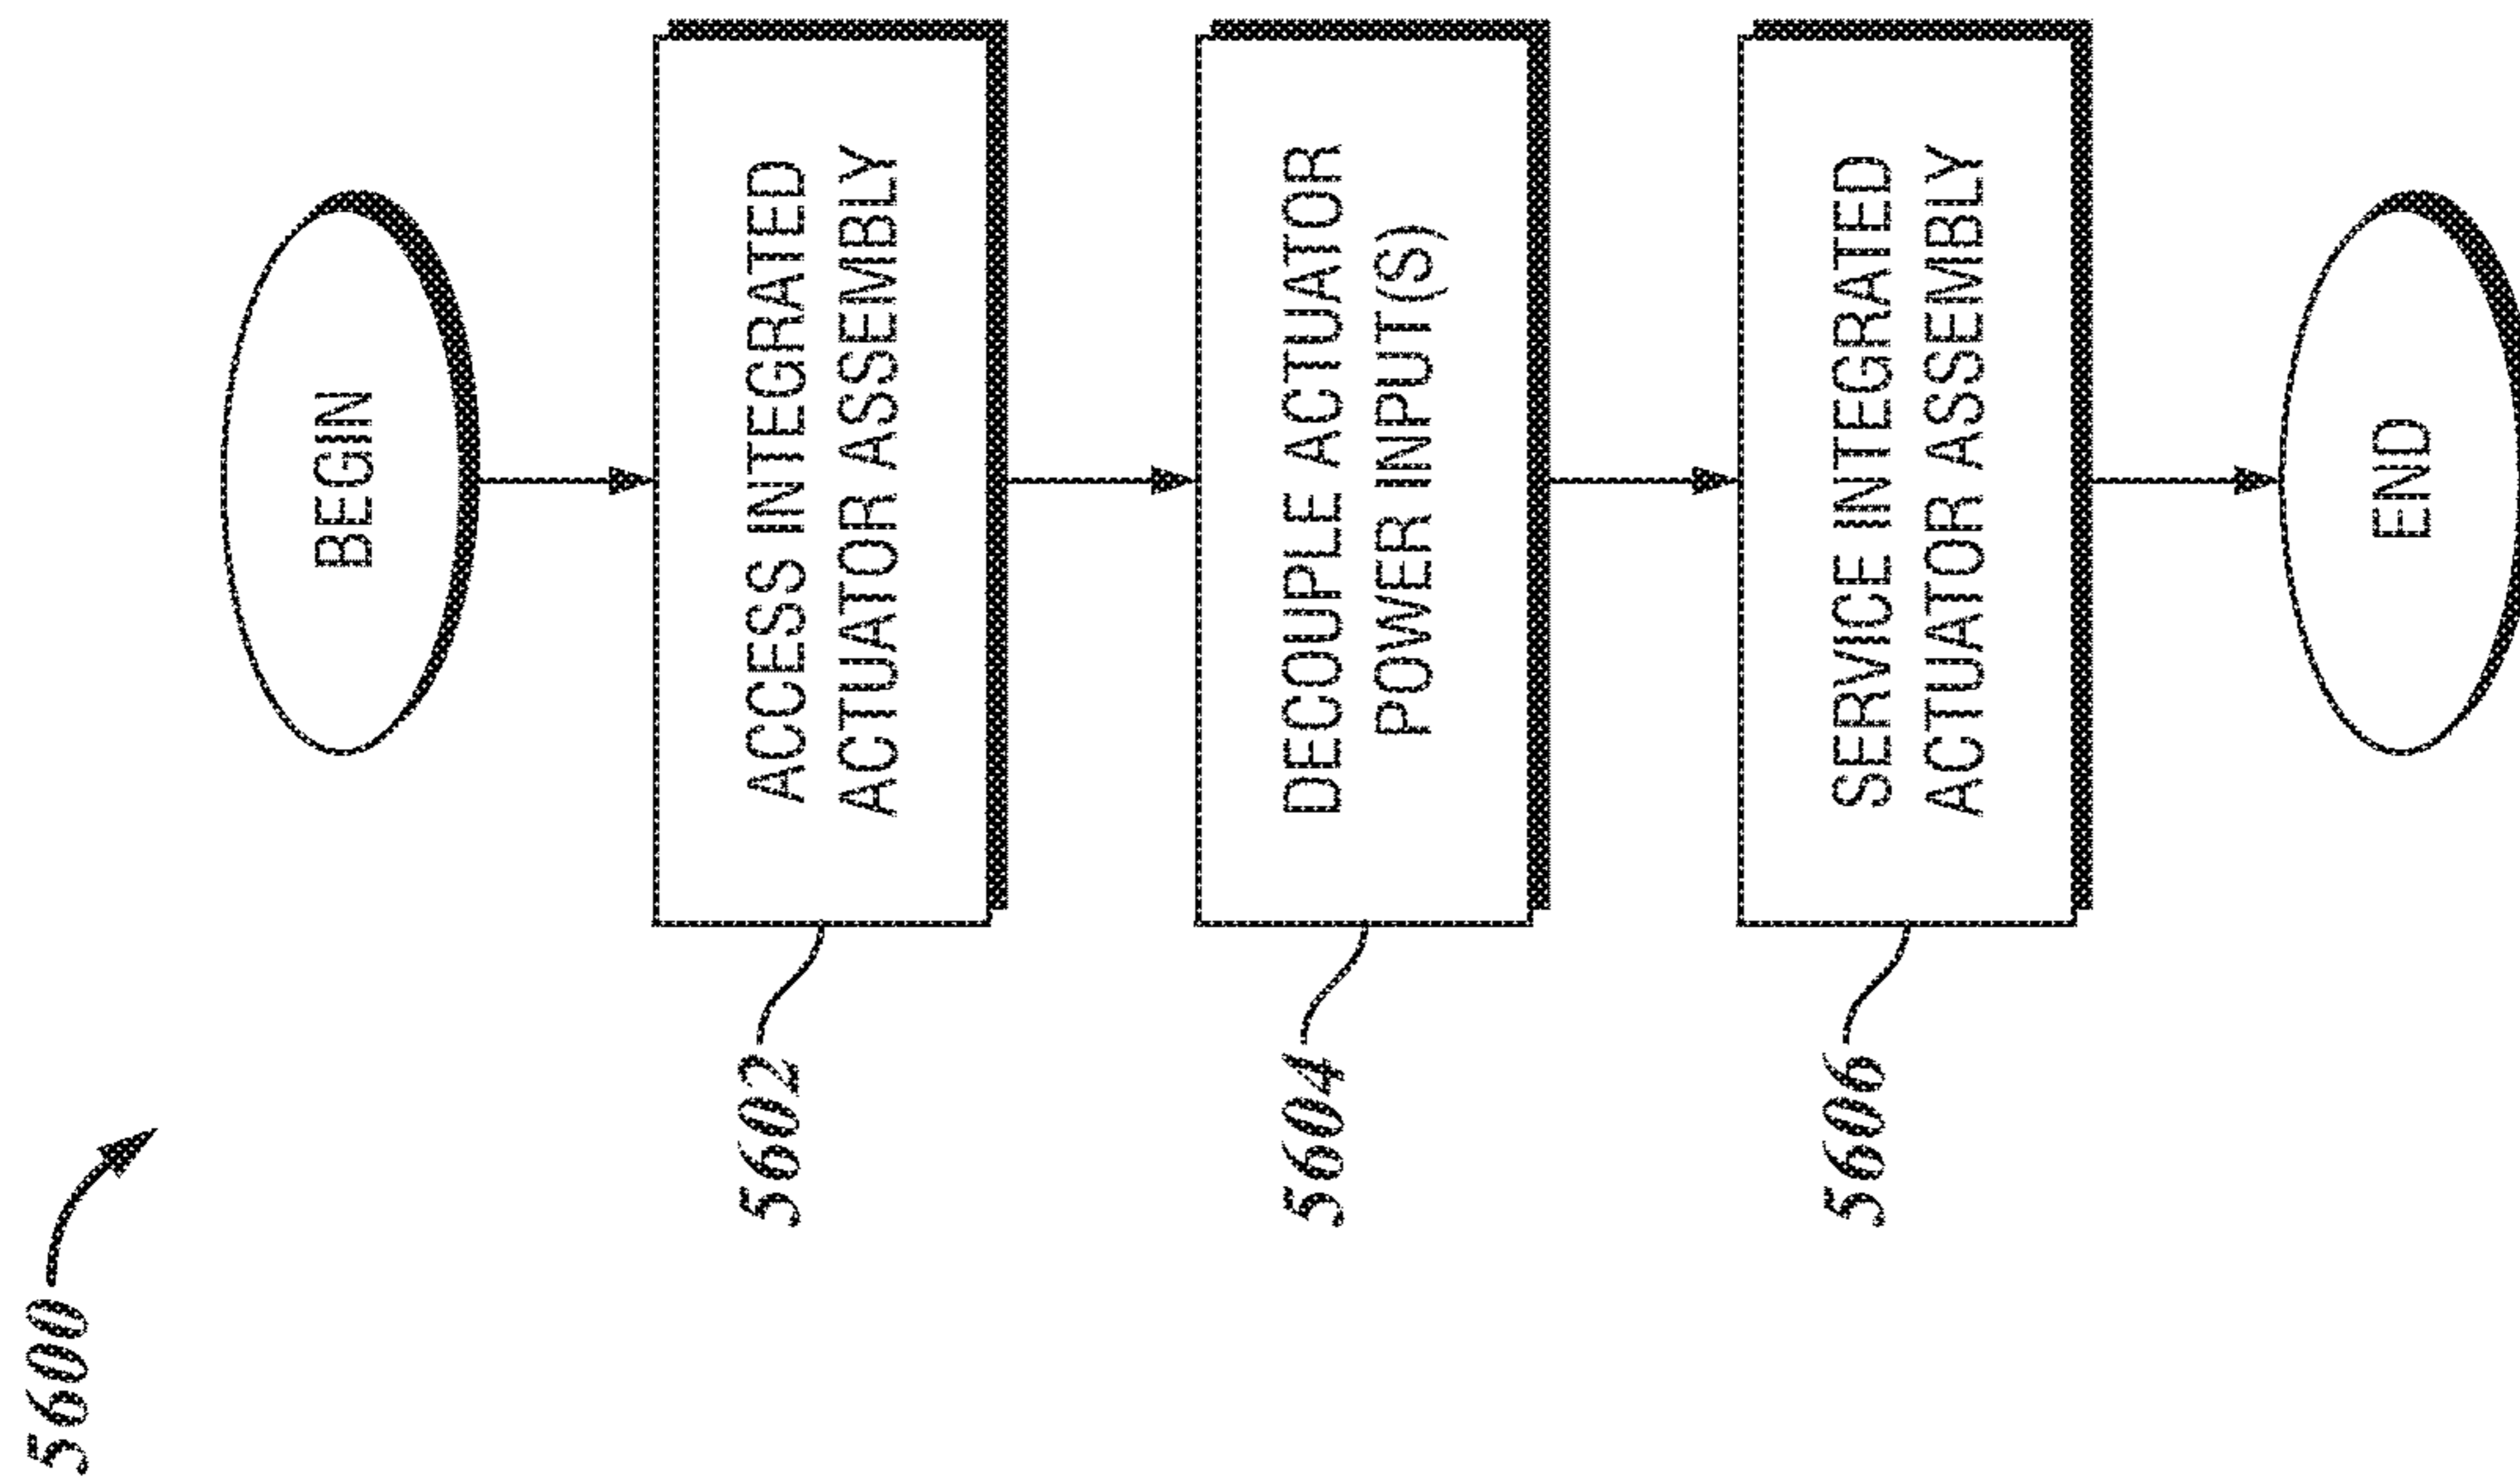 5600
BEGIN
5602
ACCESS INTEGRATED
ACTUATOR ASSEMBLY
5604
DECOUPLE ACTUATOR
POWER INPUT(S)
5606
SERVICE INTEGRATED
ACTUATOR ASSEMBLY
END